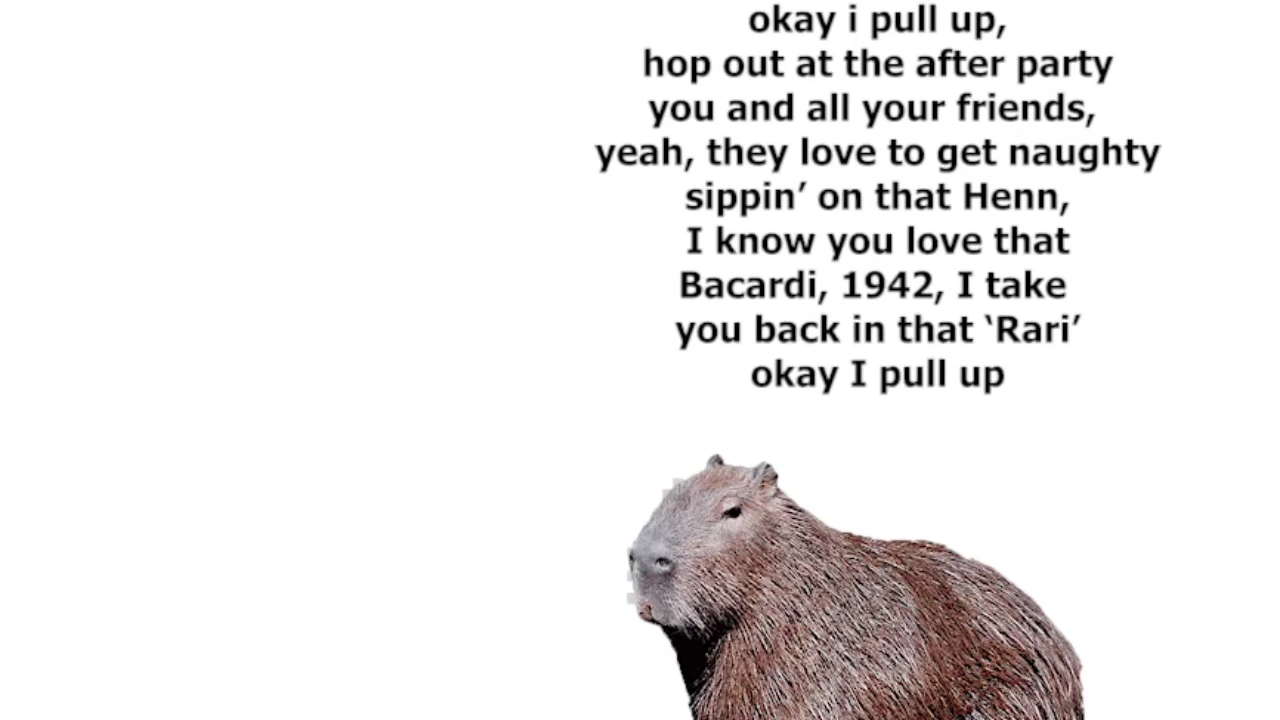 okay i pull up,
hop out at the after party
you and all your friends,
yeah, they love to get naughty
sippin’ on that Henn,
I know you love that
Bacardi, 1942, I take
you back in that ‘Rari’
okay I pull up